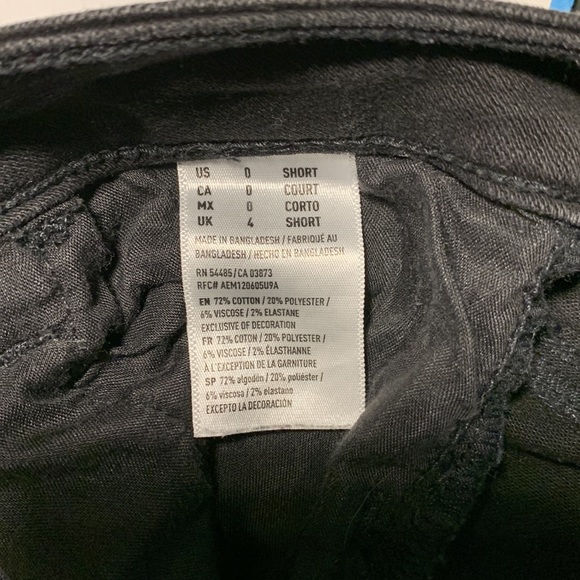 US 0 SHORT
CA 0 COURT
MX 0 CORTO
UK 4 SHORT
MADE IN BANGLADESH / FABRIQUÉ AU
BANGLADESH / HECHO EN BANGLADESH
RN 54485 / CA 03873
RFC# AEM120605U9A
EN 72% COTTON / 20% POLYESTER /
6% VISCOSE / 2% ELASTANE
EXCLUSIVE OF DECORATION
FR 72% COTON / 20% POLYESTER /
6% VISCOSE / 2% ÉLASTHANNE
À L'EXCEPTION DE LA GARNITURE
SP 72% algodón / 20% poliéster /
6% viscosa / 2% elastano
EXCEPTO LA DECORACIÓN